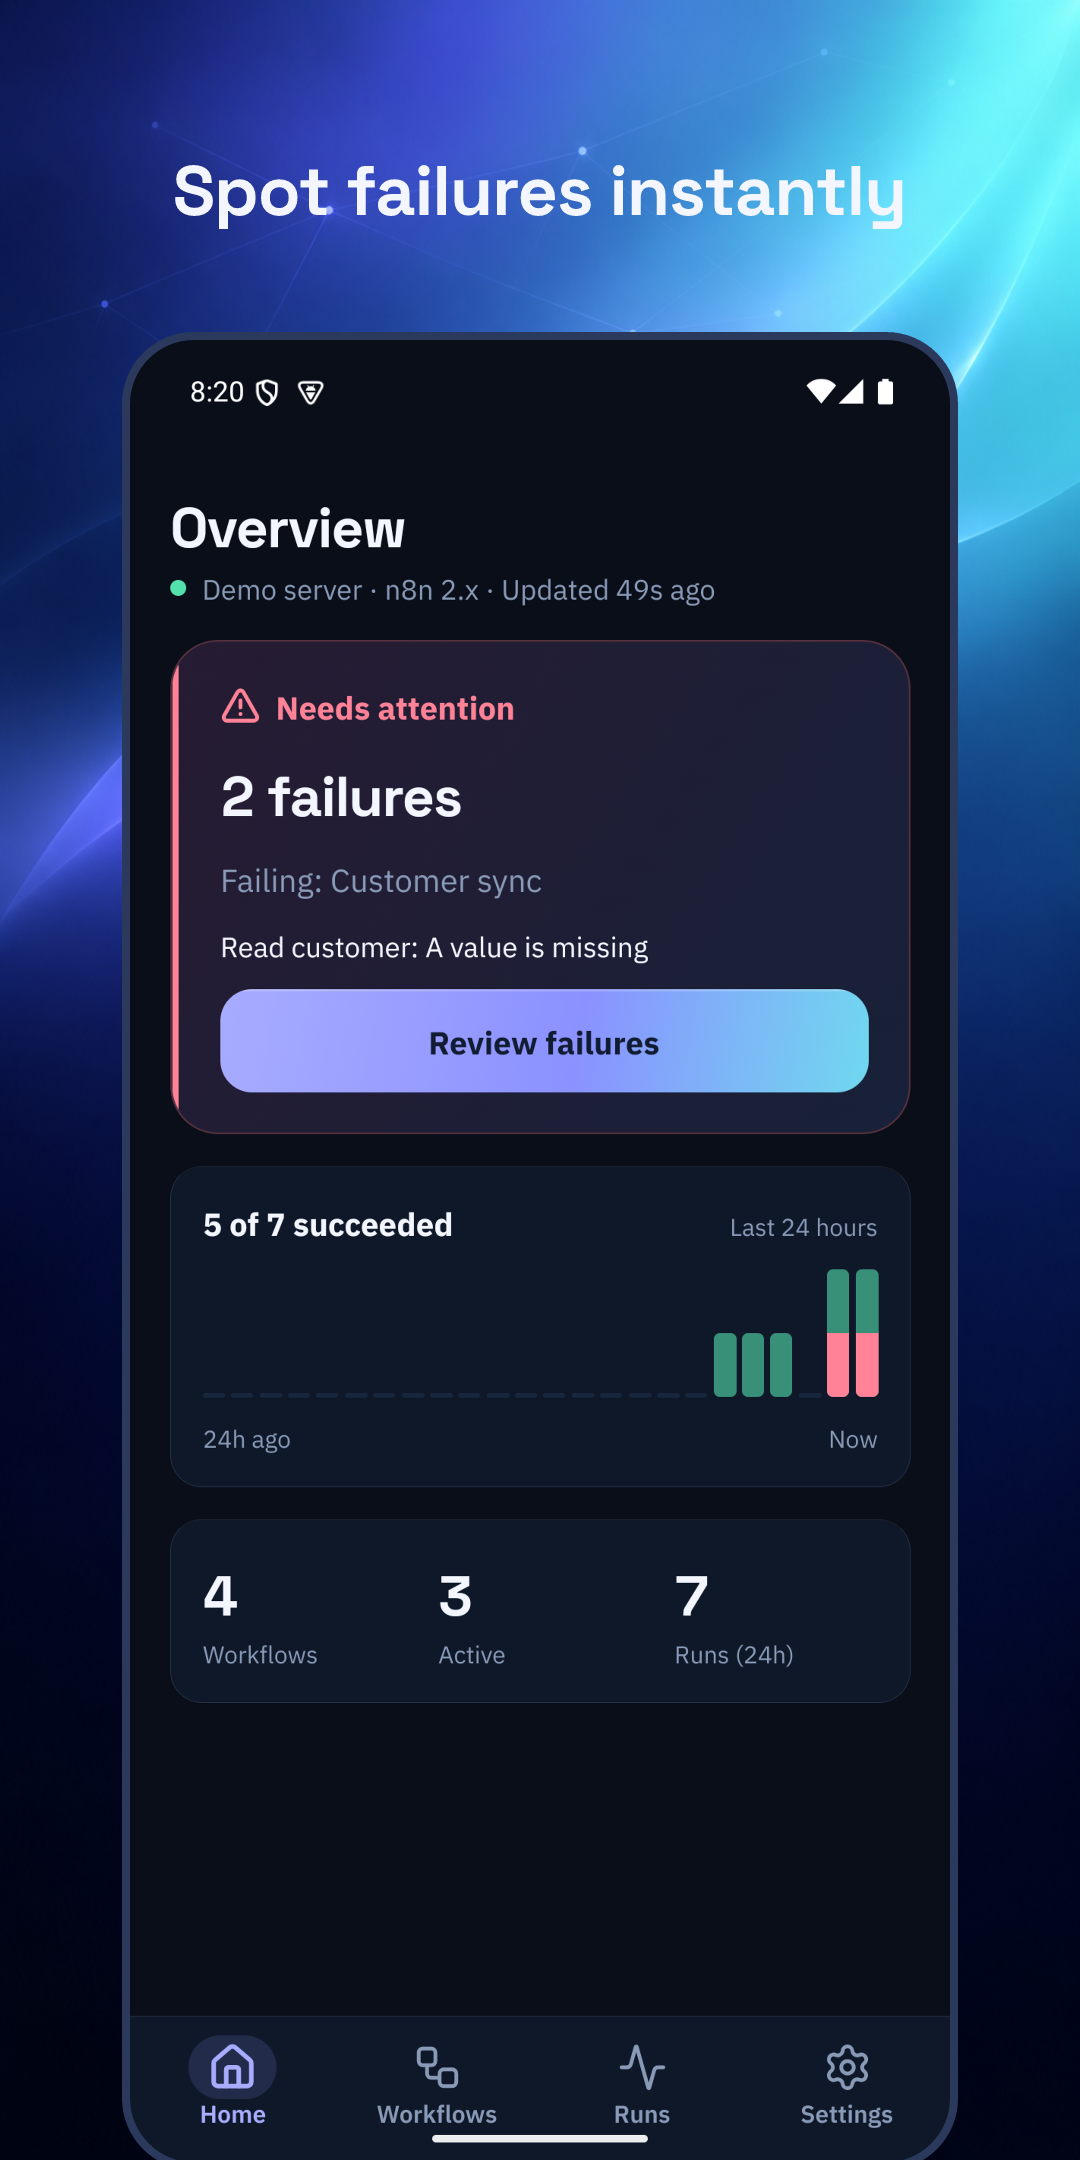 Spot failures instantly
8:20
Overview
Demo server · n8n 2.x · Updated 49s ago
Needs attention
2 failures
Failing: Customer sync
Read customer: A value is missing
Review failures
5 of 7 succeeded
Last 24 hours
24h ago
Now
4
3
7
Workflows
Active
Runs (24h)
Home
Workflows
Runs
Settings